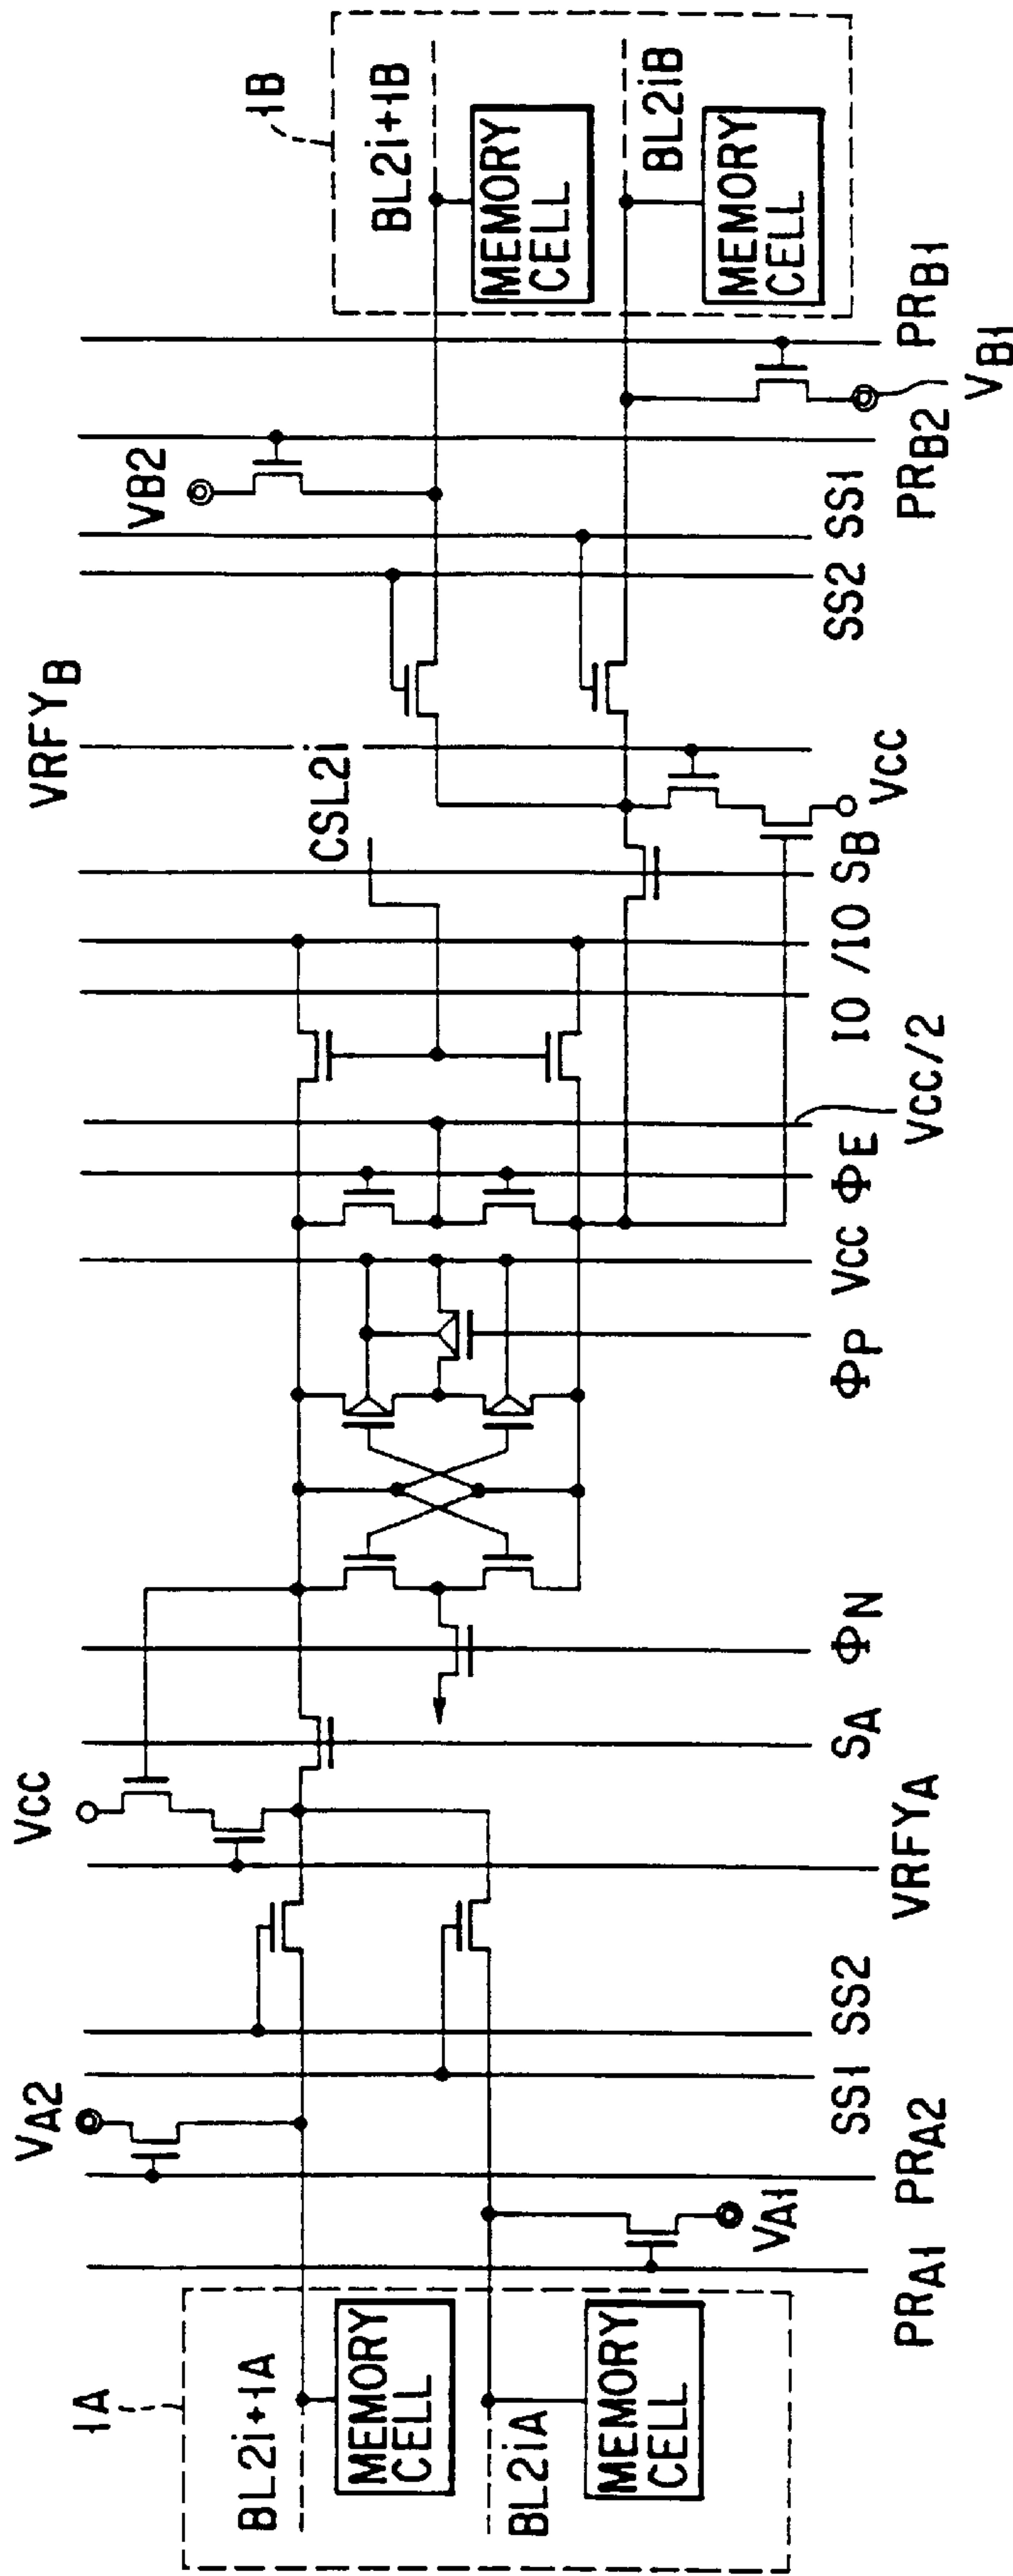 1A
BL2i+1A
MEMORY
CELL
BL2iA
MEMORY
CELL
VA2
VA1
VCC
PRA1
PRA2
SS1
SS2
VRFYA
SA
ΦN
ΦP
VCC
ΦE
VCC/2
IO
/IO
SB
VCC
CSL2i
VRFYB
SS2
SS1
VB2
PRB2
PRB1
VB1
1B
BL2i+1B
MEMORY
CELL
BL2iB
MEMORY
CELL